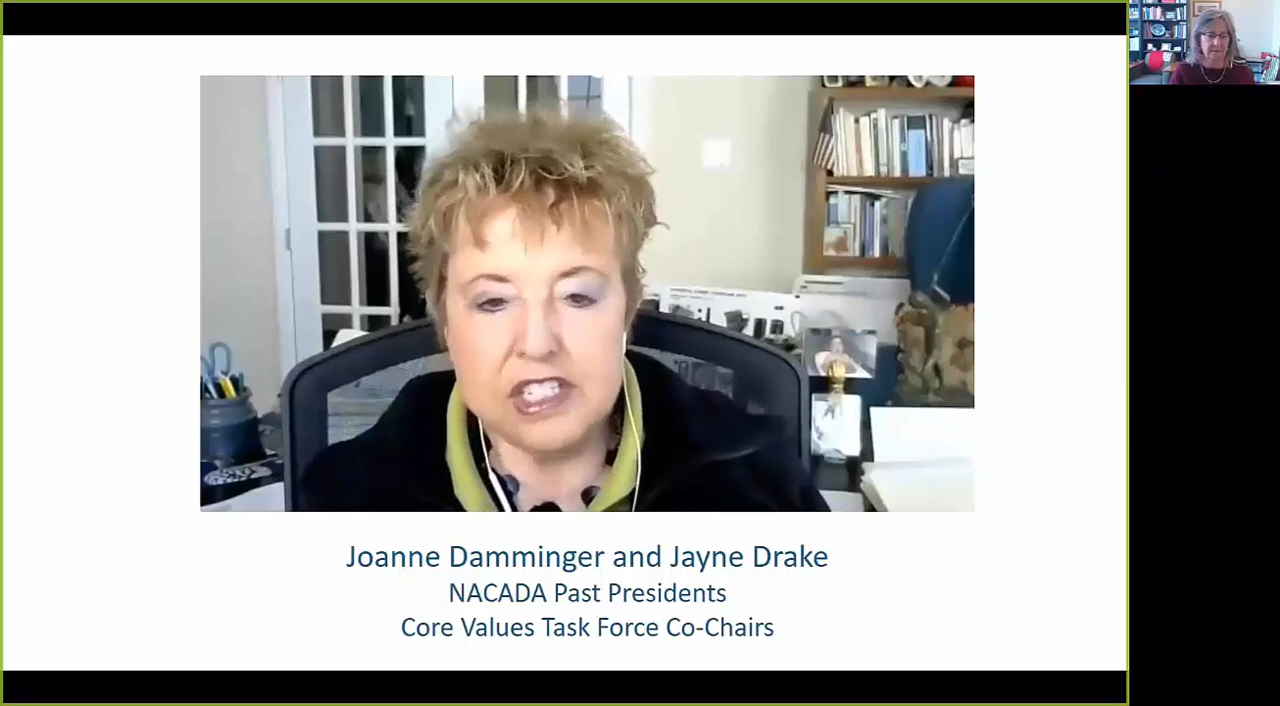 Joanne Damminger and Jayne Drake
NACADA Past Presidents
Core Values Task Force Co-Chairs